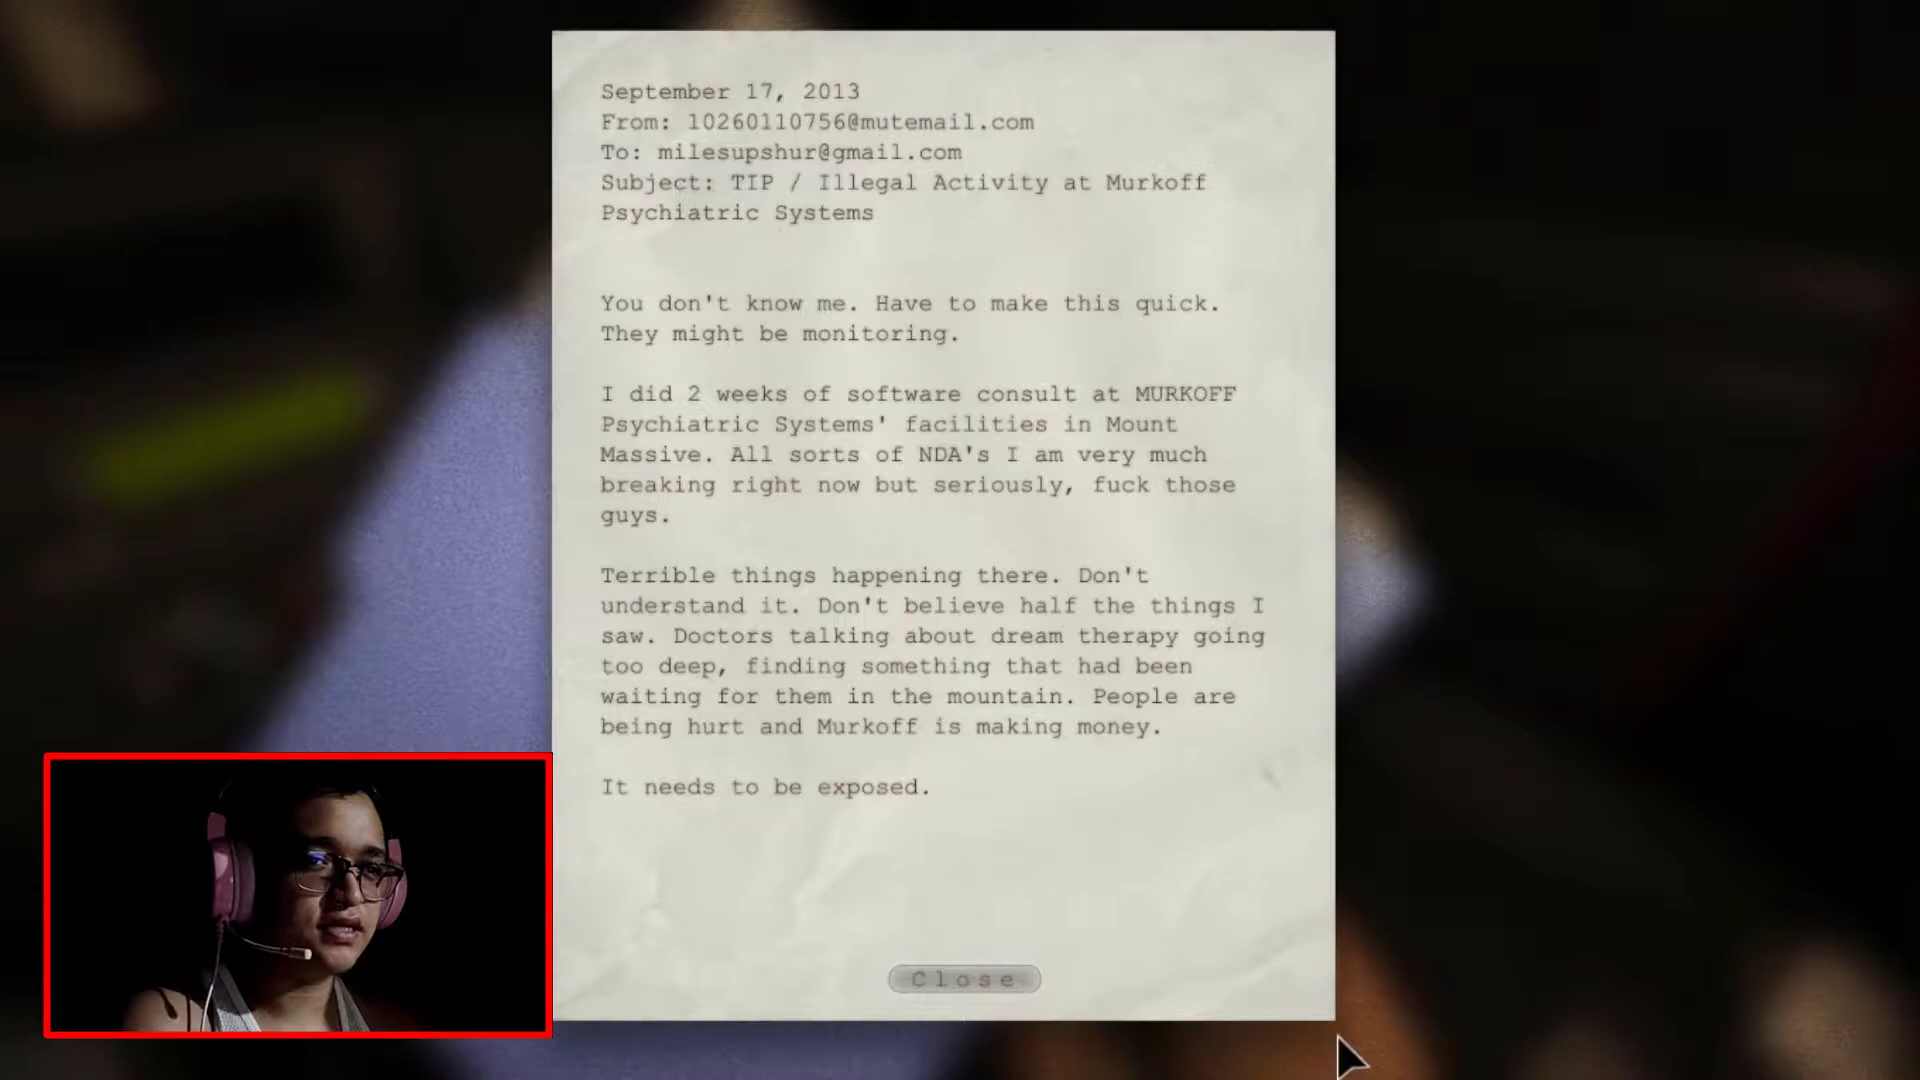 September 17, 2013
From: 10260110756@mutemail.com
To: milesupshur@gmail.com
Subject: TIP / Illegal Activity at Murkoff
Psychiatric Systems
You don't know me. Have to make this quick.
They might be monitoring.
I did 2 weeks of software consult at MURKOFF
Psychiatric Systems' facilities in Mount
Massive. All sorts of NDA's I am very much
breaking right now but seriously, fuck those
guys.
Terrible things happening there. Don't
understand it. Don't believe half the things I
saw. Doctors talking about dream therapy going
too deep, finding something that had been
waiting for them in the mountain. People are
being hurt and Murkoff is making money.
It needs to be exposed.
Close